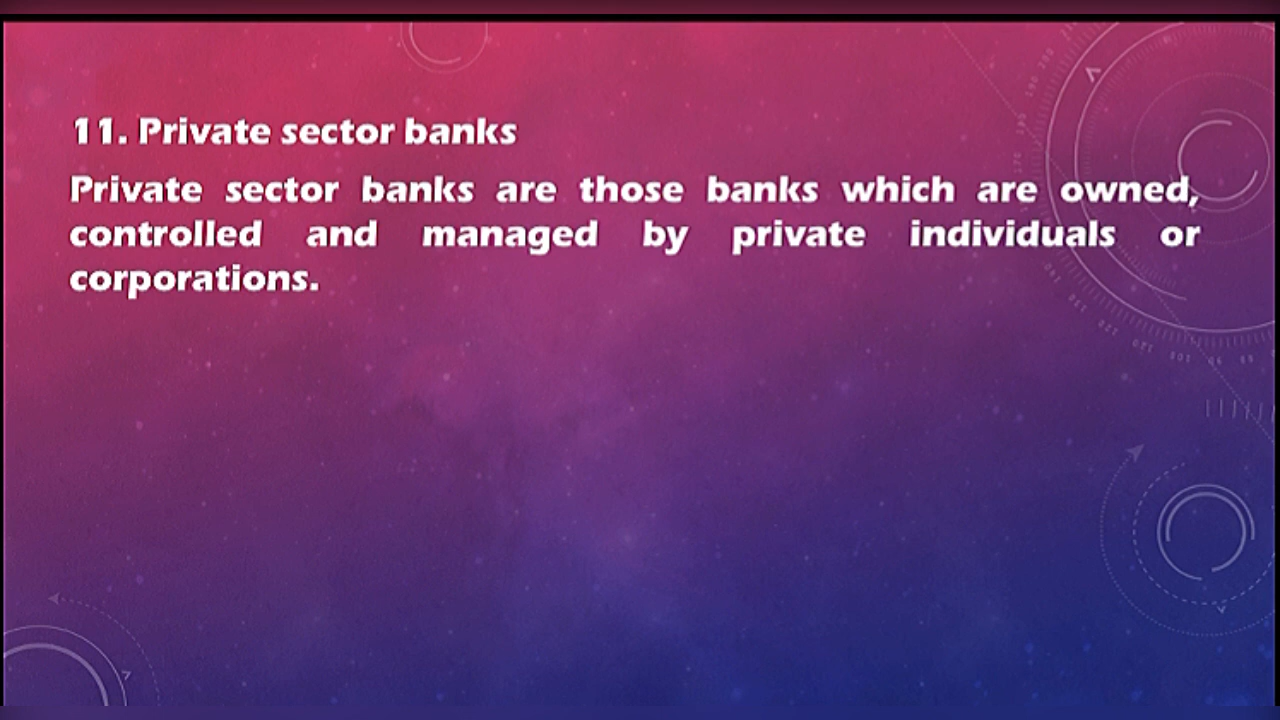 11. Private sector banks
Private sector banks are those banks which are owned,
controlled and managed by private individuals or
corporations.